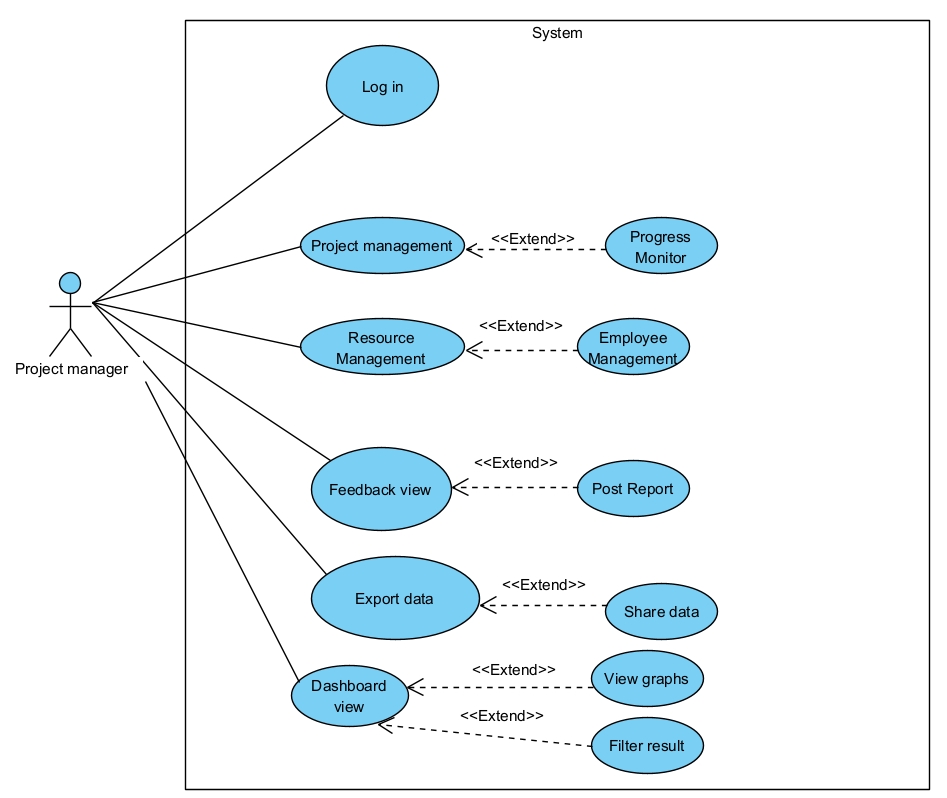 System
Log in
Project management
<<Extend>>
Progress
Monitor
Resource
Management
<<Extend>>
Employee
Management
Project manager
Feedback view
<<Extend>>
Post Report
Export data
<<Extend>>
Share data
Dashboard
view
<<Extend>>
View graphs
<<Extend>>
Filter result